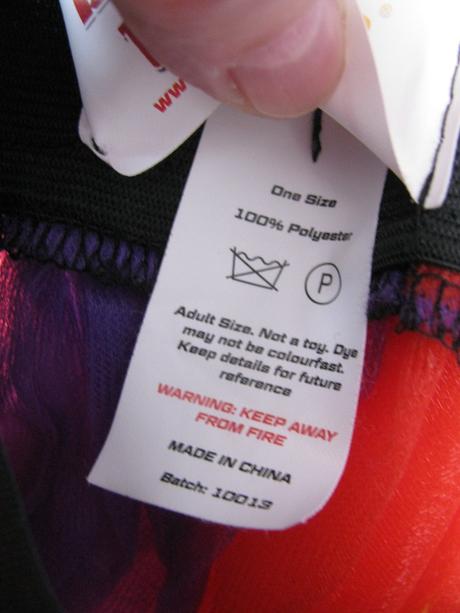 ww
One Size
100% Polyester
P
Adult Size. Not a toy. Dye
may not be colourfast.
Keep details for future
reference
WARNING: KEEP AWAY
FROM FIRE
MADE IN CHINA
Batch: 10013